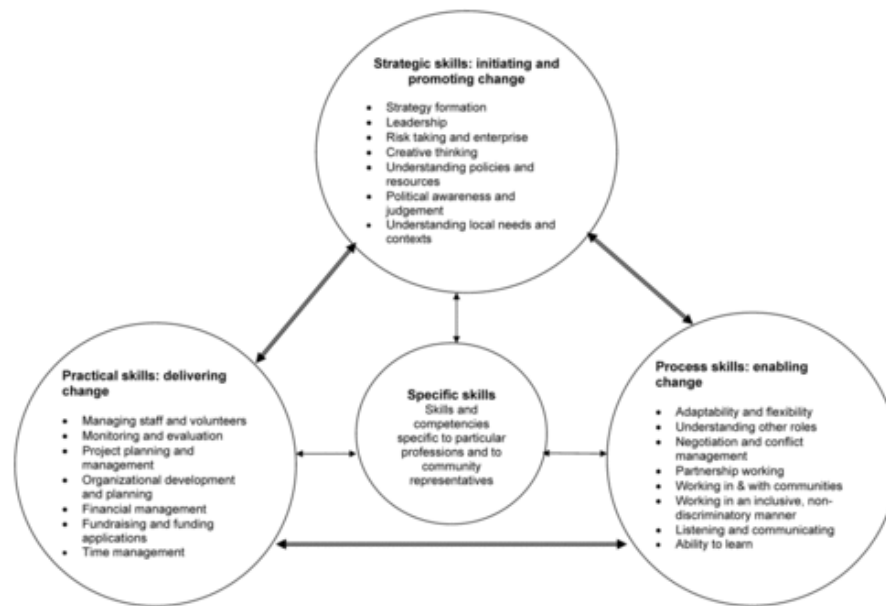 Strategic skills: initiating and
promoting change
• Strategy formation
• Leadership
• Risk taking and enterprise
• Creative thinking
• Understanding policies and
resources
• Political awareness and
judgement
• Understanding local needs and
contexts
Practical skills: delivering
change
• Managing staff and volunteers
• Monitoring and evaluation
• Project planning and
management
• Organizational development
and planning
• Financial management
• Fundraising and funding
applications
• Time management
Specific skills
Skills and
competencies
specific to particular
professions and to
community
representatives
Process skills: enabling
change
• Adaptability and flexibility
• Understanding other roles
• Negotiation and conflict
management
• Partnership working
• Working in & with communities
• Working in an inclusive, non-
discriminatory manner
• Listening and communicating
• Ability to learn